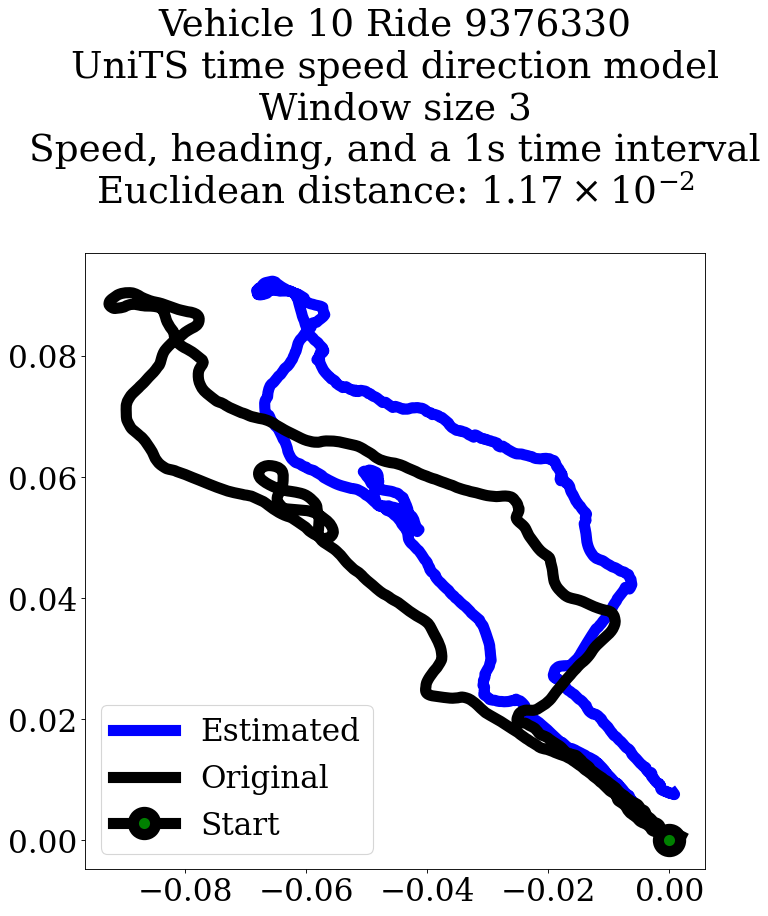 Vehicle 10 Ride 9376330
UniTS time speed direction model
Window size 3
Speed, heading, and a 1s time interval
Euclidean distance: 1.17 × 10⁻²
0.08
0.06
0.04
0.02
0.00
Estimated
Original
Start
−0.08 −0.06 −0.04 −0.02 0.00